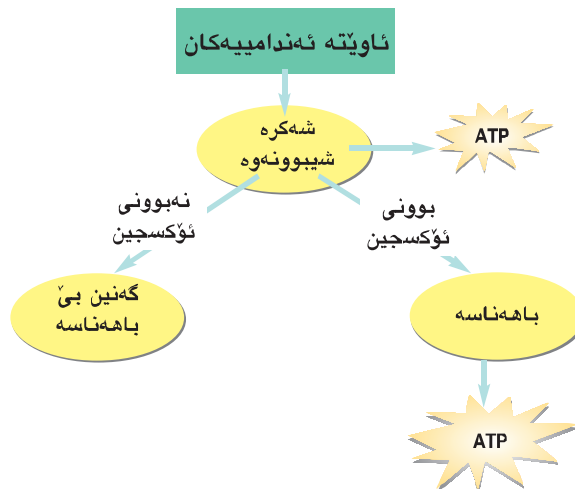 ئاوێتە ئەندامییەکان
شەکرە
شیبوونەوە
ATP
بوونی
ئۆکسجین
نەبوونی
ئۆکسجین
باهەناسە
گەنین بێ
باهەناسە
ATP